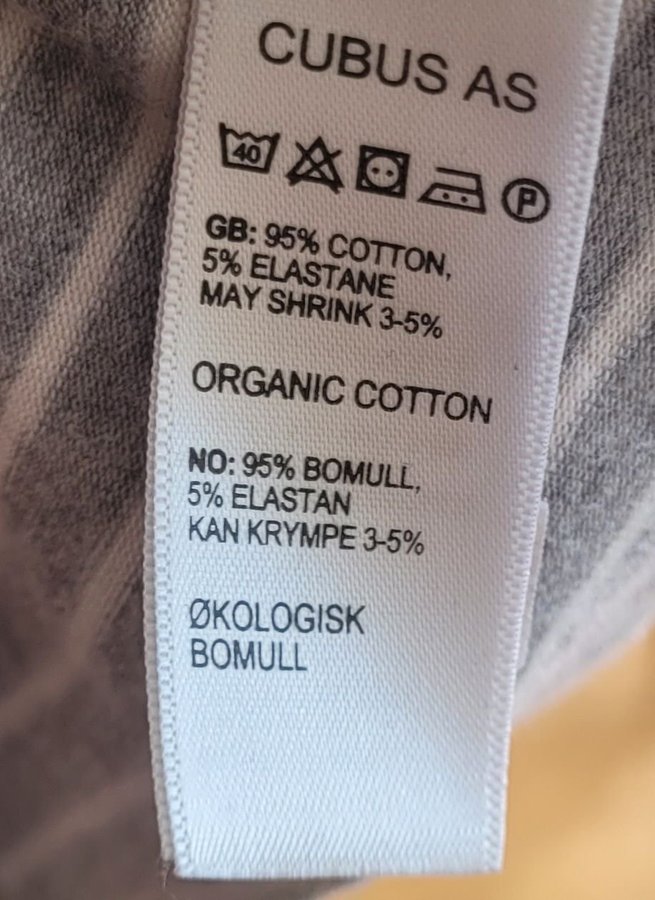 CUBUS AS
40 P
GB: 95% COTTON,
5% ELASTANE
MAY SHRINK 3-5%
ORGANIC COTTON
NO: 95% BOMULL,
5% ELASTAN
KAN KRYMPE 3-5%
ØKOLOGISK
BOMULL